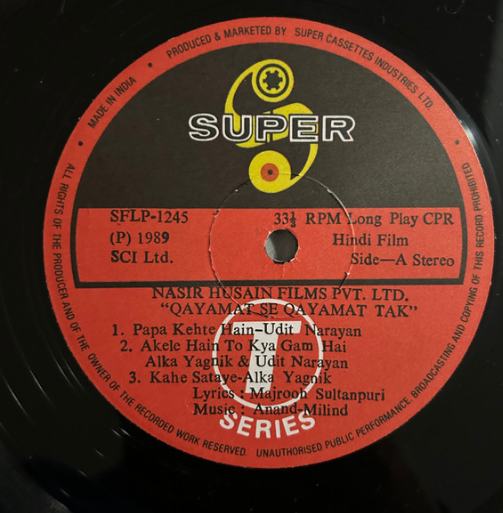 PRODUCED & MARKETED BY SUPER CASSETTES INDUSTRIES LTD.
MADE IN INDIA
SUPER
SFLP-1245
33⅓ RPM Long Play CPR
(P) 1989
Hindi Film
SCI Ltd.
Side—A Stereo
NASIR HUSAIN FILMS PVT. LTD.
"QAYAMAT SE QAYAMAT TAK"
1. Papa Kehte Hain–Udit Narayan
2. Akele Hain To Kya Gam Hai
Alka Yagnik & Udit Narayan
3. Kahe Sataye-Alka Yagnik
Lyrics : Majrooh Sultanpuri
Music : Anand-Milind
T
SERIES
ALL RIGHTS OF THE PRODUCER AND OF THE OWNER OF THE RECORDED WORK RESERVED. UNAUTHORISED PUBLIC PERFORMANCE BROADCASTING AND COPYING OF THIS RECORD PROHIBITED